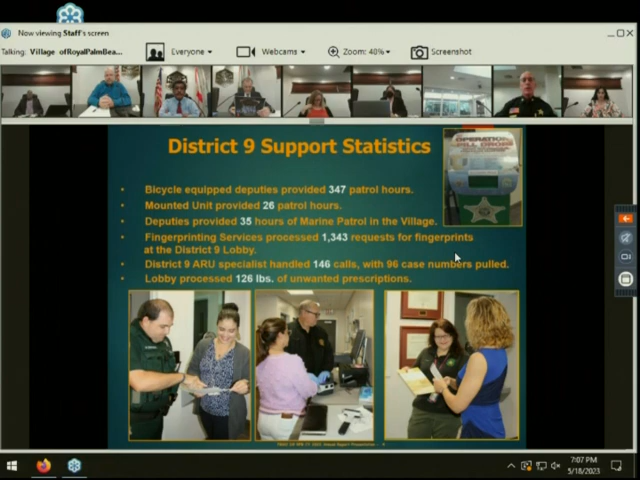 Now viewing Staff's screen
Talking: Village ofRoyalPalmBea...
Everyone
Webcams
Zoom: 48%
Screenshot
District 9 Support Statistics
OPERATION
PILL DROP
• Bicycle equipped deputies provided 347 patrol hours.
• Mounted Unit provided 26 patrol hours.
• Deputies provided 35 hours of Marine Patrol in the Village.
• Fingerprinting Services processed 1,343 requests for fingerprints
at the District 9 Lobby.
• District 9 ARU specialist handled 146 calls, with 96 case numbers pulled.
• Lobby processed 126 lbs. of unwanted prescriptions.
7:07 PM
5/18/2023